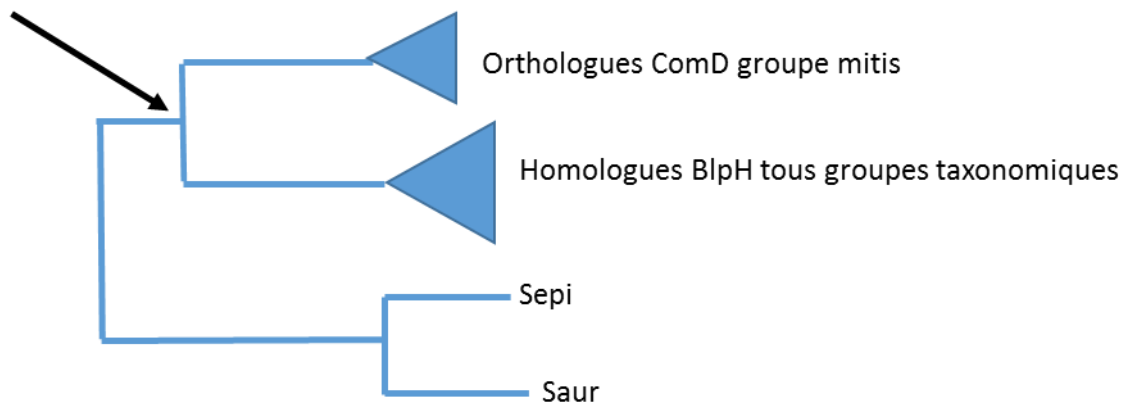 Orthologues ComD groupe mitis
Homologues BlpH tous groupes taxonomiques
Sepi
Saur